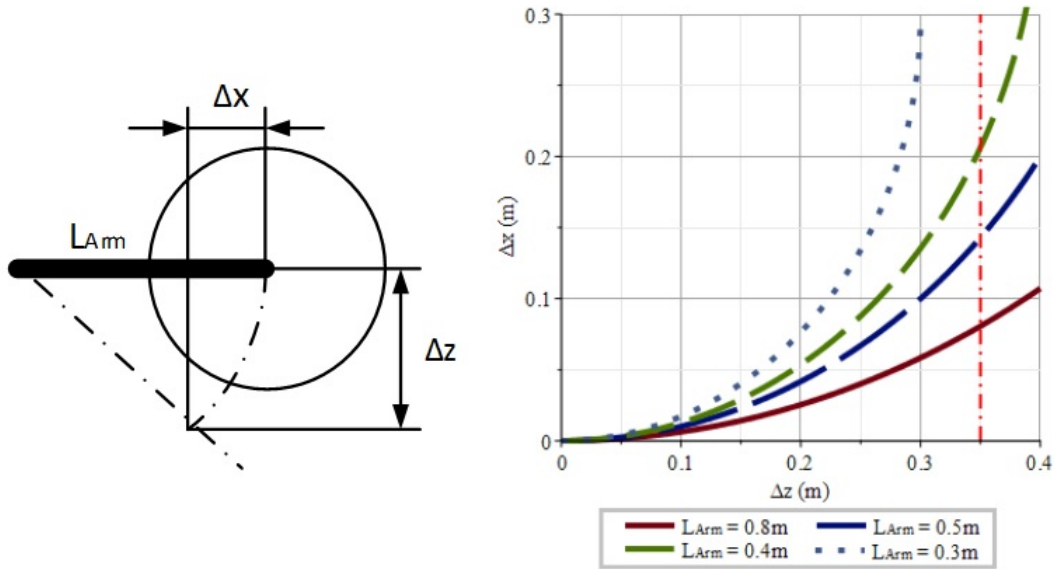 Δx
LArm
Δz
0.3
0.2
0.1
0
Δx (m)
0 0.1 0.2 0.3 0.4
Δz (m)
LArm = 0.8m LArm = 0.5m
LArm = 0.4m LArm = 0.3m